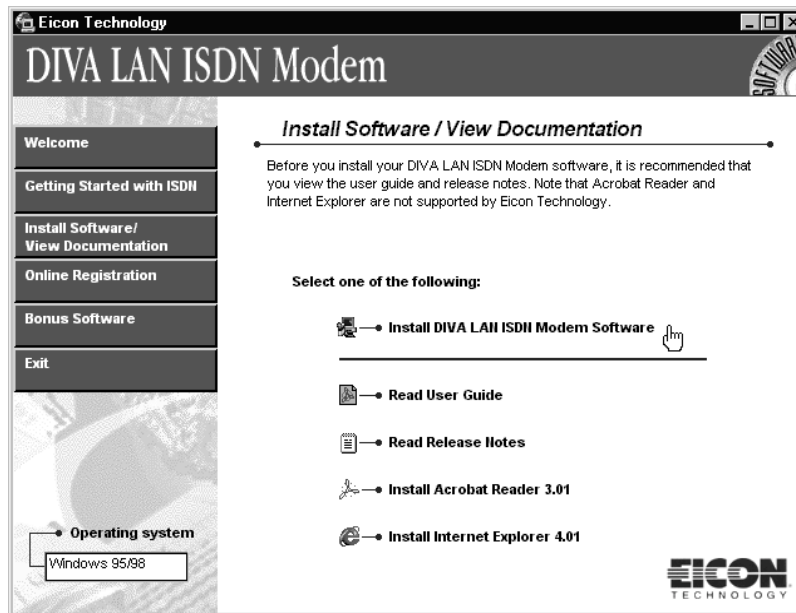 Eicon Technology
DIVA LAN ISDN Modem
SOFTWARE
Welcome
Getting Started with ISDN
Install Software/
View Documentation
Online Registration
Bonus Software
Exit
Operating system
Windows 95/98
Install Software / View Documentation
Before you install your DIVA LAN ISDN Modem software, it is recommended that
you view the user guide and release notes. Note that Acrobat Reader and
Internet Explorer are not supported by Eicon Technology.
Select one of the following:
Install DIVA LAN ISDN Modem Software
Read User Guide
Read Release Notes
Install Acrobat Reader 3.01
Install Internet Explorer 4.01
EICON
TECHNOLOGY